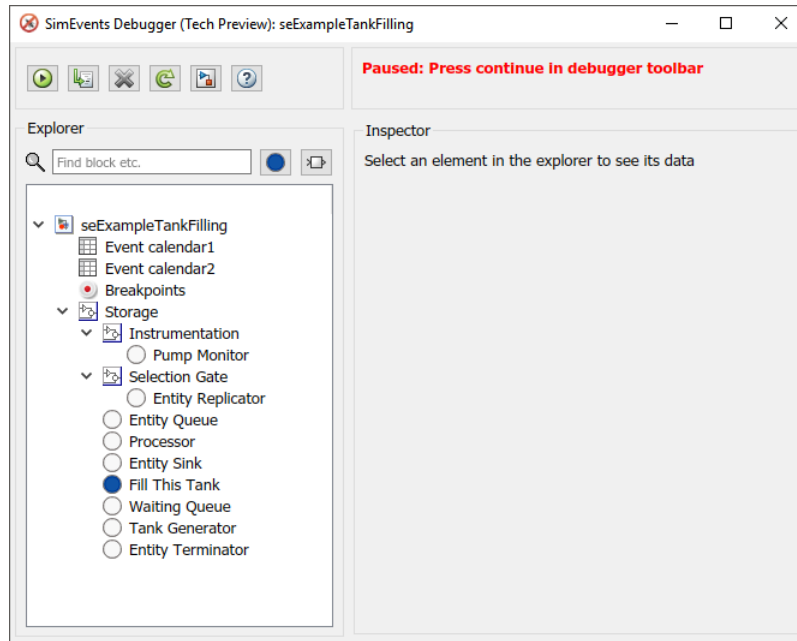 SimEvents Debugger (Tech Preview): seExampleTankFilling
Paused: Press continue in debugger toolbar
Explorer
Find block etc.
seExampleTankFilling
Event calendar1
Event calendar2
Breakpoints
Storage
Instrumentation
Pump Monitor
Selection Gate
Entity Replicator
Entity Queue
Processor
Entity Sink
Fill This Tank
Waiting Queue
Tank Generator
Entity Terminator
Inspector
Select an element in the explorer to see its data